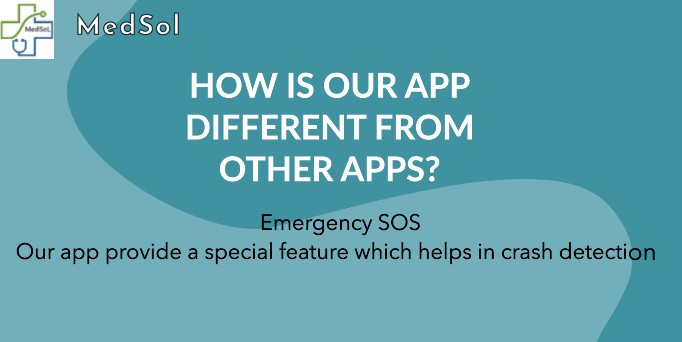 MedSoL
MedSol
HOW IS OUR APP
DIFFERENT FROM
OTHER APPS?
Emergency SOS
Our app provide a special feature which helps in crash detection